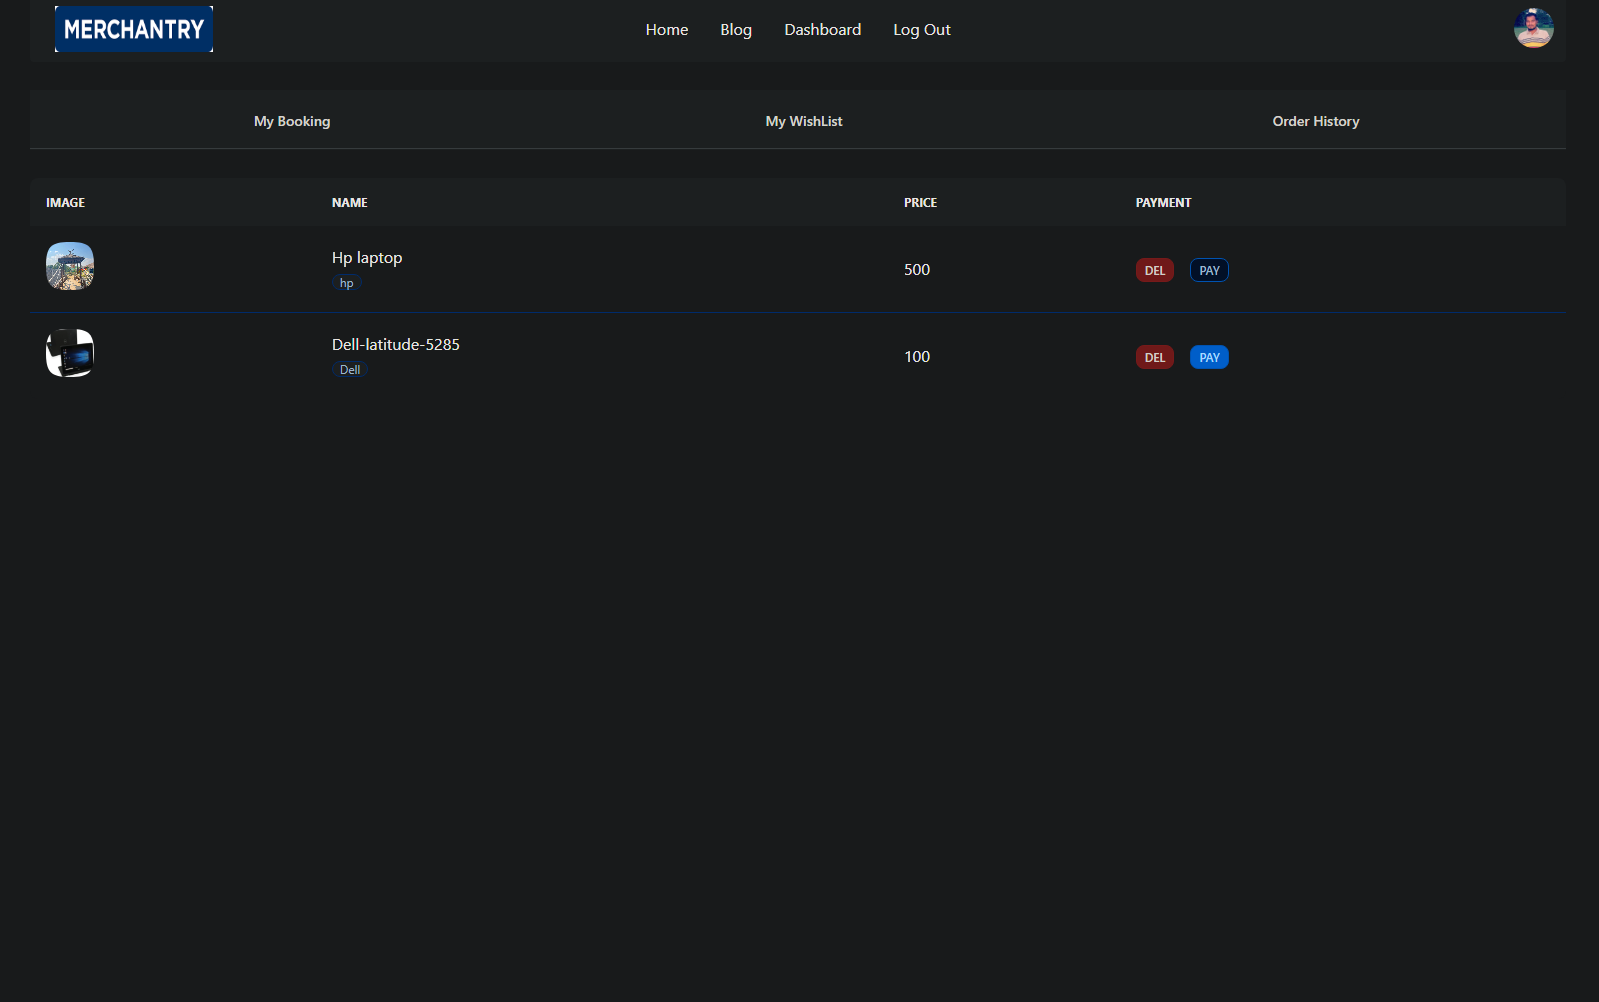 MERCHANTRY
Home Blog Dashboard Log Out
My Booking My WishList Order History
IMAGE NAME PRICE PAYMENT
Hp laptop
hp
500 DEL PAY
Dell-latitude-5285
Dell
100 DEL PAY